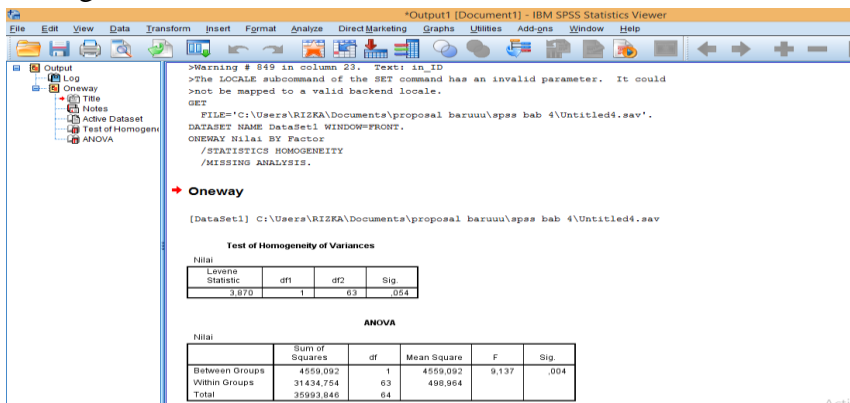 *Output1 [Document1] - IBM SPSS Statistics Viewer
File Edit View Data Transform Insert Format Analyze Direct Marketing Graphs Utilities Add-ons Window Help
Output
Log
Oneway
Title
Notes
Active Dataset
Test of Homogene
ANOVA
>Warning # 849 in column 23.  Text: in_ID
>The LOCALE subcommand of the SET command has an invalid parameter.  It could
>not be mapped to a valid backend locale.
GET
FILE='C:\Users\RIZKA\Documents\proposal baruuu\spss bab 4\Untitled4.sav'.
DATASET NAME DataSet1 WINDOW=FRONT.
ONEWAY Nilai BY Factor
/STATISTICS HOMOGENEITY
/MISSING ANALYSIS.
Oneway
[DataSet1] C:\Users\RIZKA\Documents\proposal baruuu\spss bab 4\Untitled4.sav
Test of Homogeneity of Variances
Nilai
Levene Statistic df1 df2 Sig.
3,870 1 63 ,054
ANOVA
Nilai
Sum of Squares df Mean Square F Sig.
Between Groups 4559,092 1 4559,092 9,137 ,004
Within Groups 31434,754 63 498,964
Total 35993,846 64